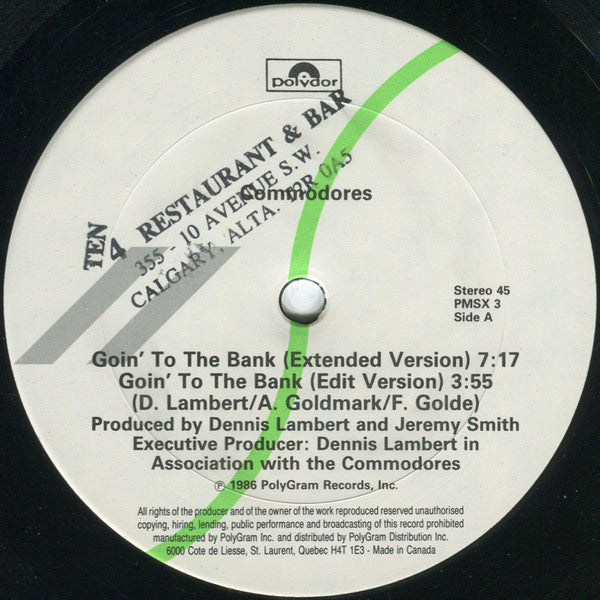 polydor
TEN 4 RESTAURANT & BAR
355 - 10 AVENUE S.W.
CALGARY, ALTA. T2R 0A5
Commodores
Stereo 45
PMSX 3
Side A
Goin' To The Bank (Extended Version) 7:17
Goin' To The Bank (Edit Version) 3:55
(D. Lambert/A. Goldmark/F. Golde)
Produced by Dennis Lambert and Jeremy Smith
Executive Producer: Dennis Lambert in
Association with the Commodores
℗ 1986 PolyGram Records, Inc.
All rights of the producer and of the owner of the work reproduced reserved unauthorised
copying, hiring, lending, public performance and broadcasting of this record prohibited
manufactured by PolyGram Inc. and distributed by PolyGram Distribution Inc.
6000 Cote de Liesse, St. Laurent, Quebec H4T 1E3 - Made in Canada